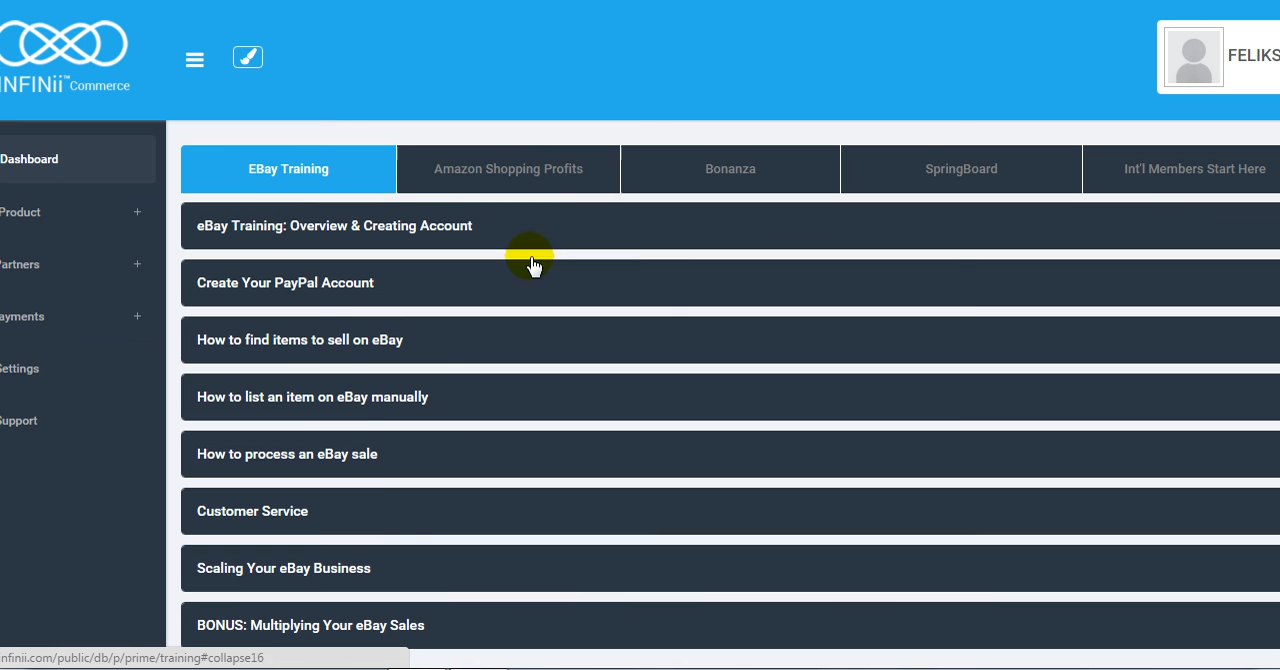 INFINii™ Commerce
FELIKS
Dashboard
EBay Training
Amazon Shopping Profits
Bonanza
SpringBoard
Int'l Members Start Here
Product +
artners +
ayments +
Settings
Support
eBay Training: Overview & Creating Account
Create Your PayPal Account
How to find items to sell on eBay
How to list an item on eBay manually
How to process an eBay sale
Customer Service
Scaling Your eBay Business
BONUS: Multiplying Your eBay Sales
infinii.com/public/db/p/prime/training#collapse16